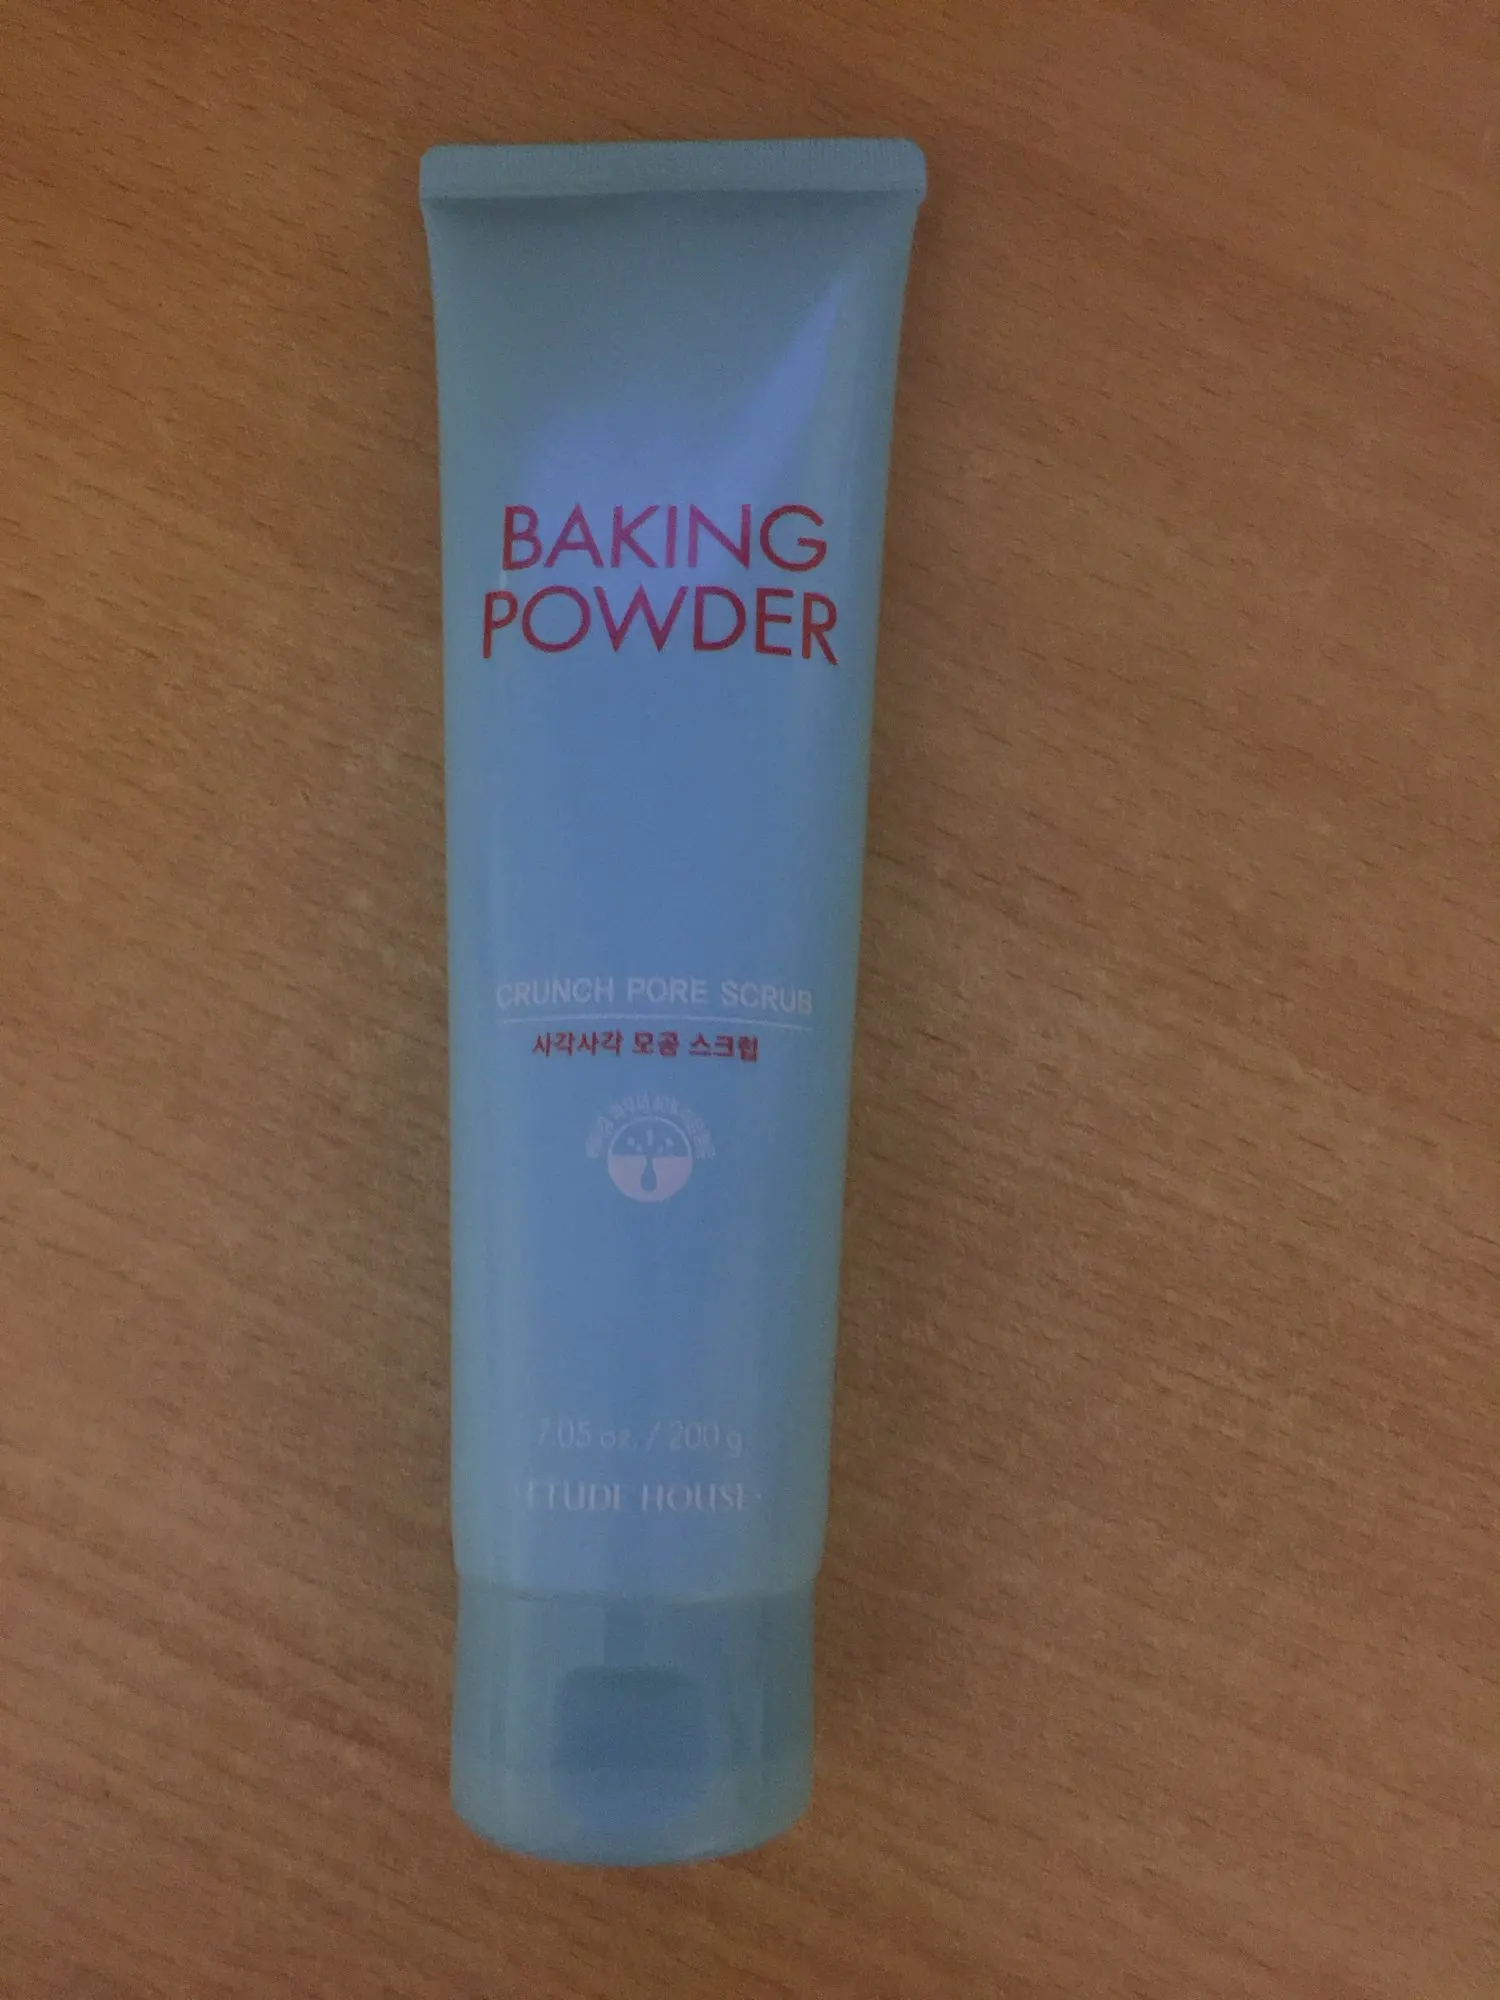 BAKING
POWDER
CRUNCH PORE SCRUB
사각사각 모공 스크럽
7.05 oz. / 200 g
·ETUDE HOUSE·